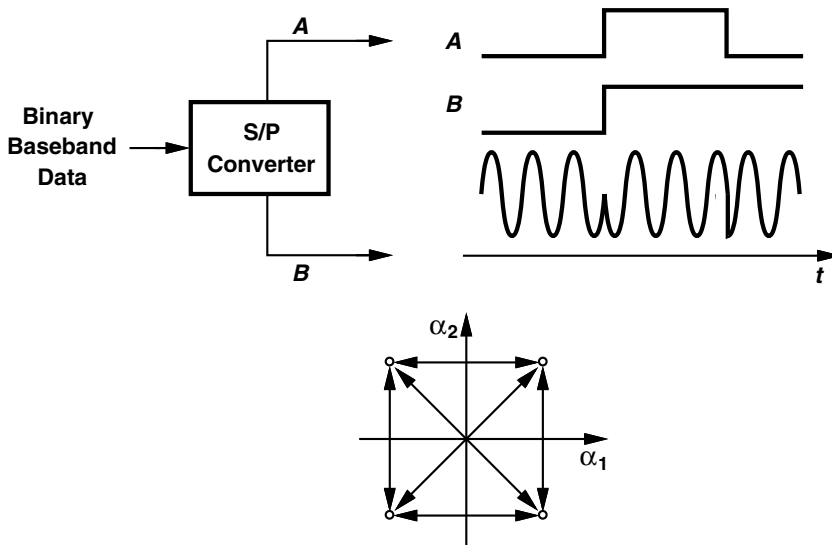 A
Binary
Baseband
Data
S/P
Converter
B
A
B
t
α2
α1